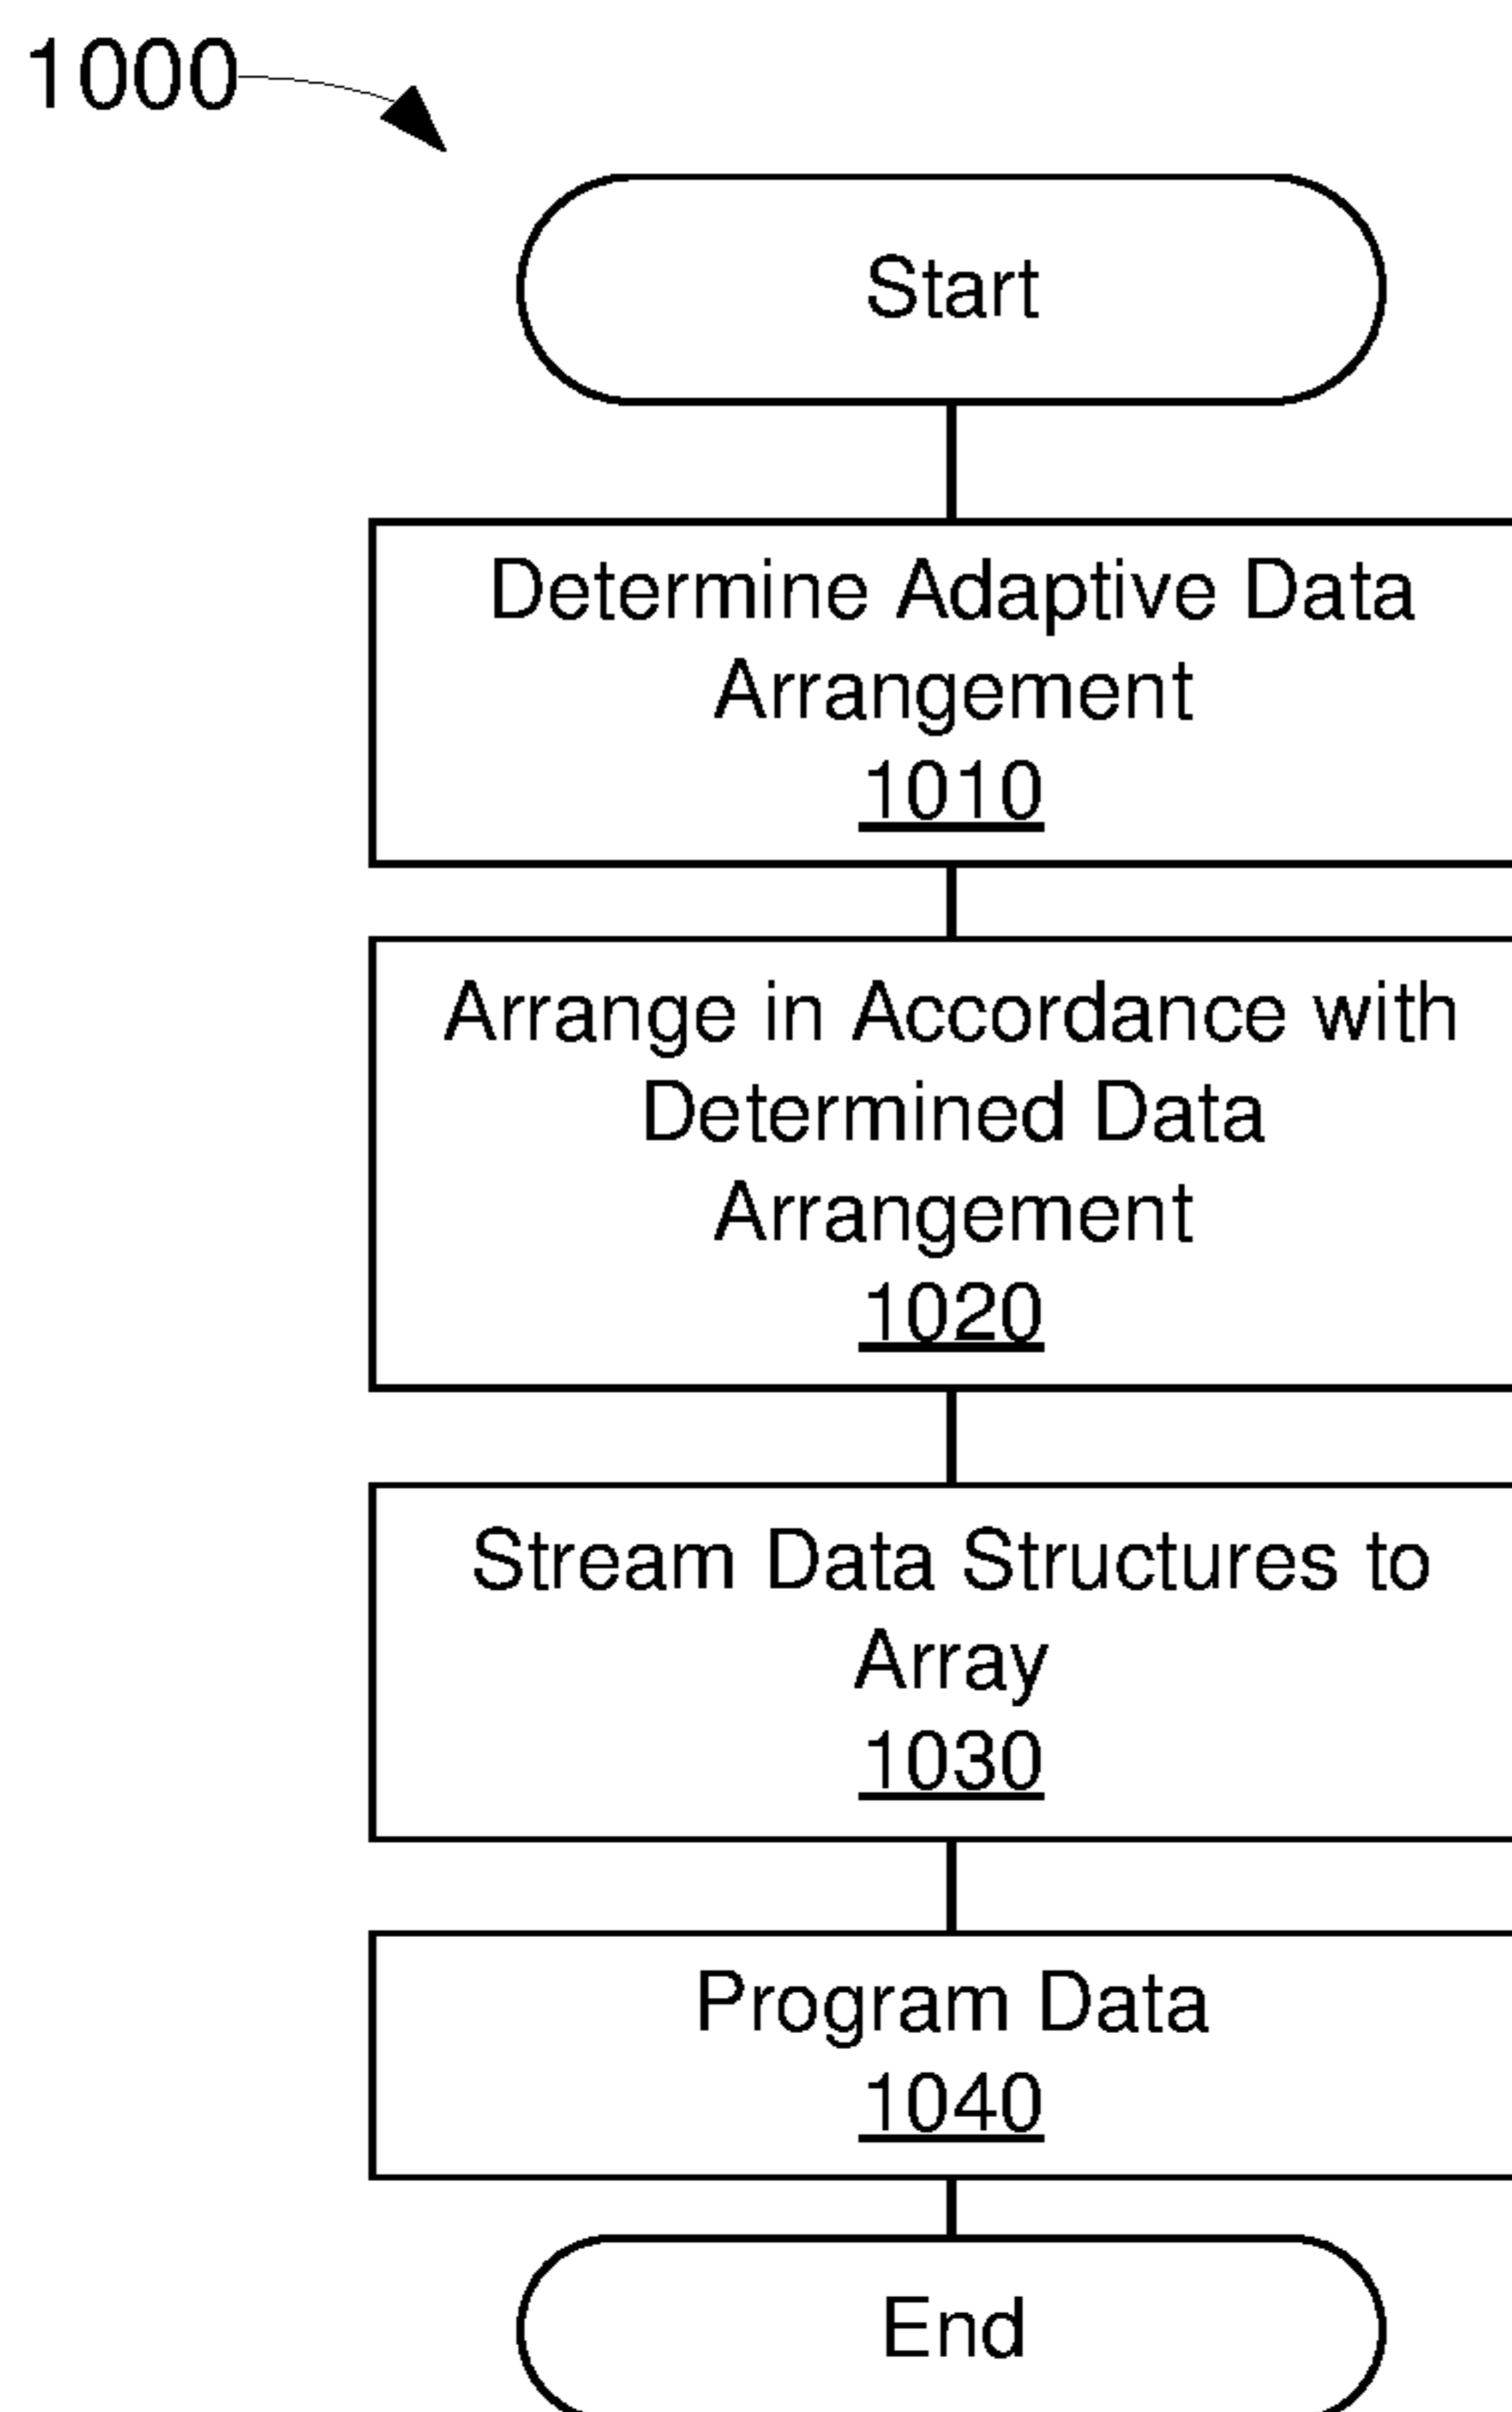 1000
Start
Determine Adaptive Data
Arrangement
1010
Arrange in Accordance with
Determined Data
Arrangement
1020
Stream Data Structures to
Array
1030
Program Data
1040
End